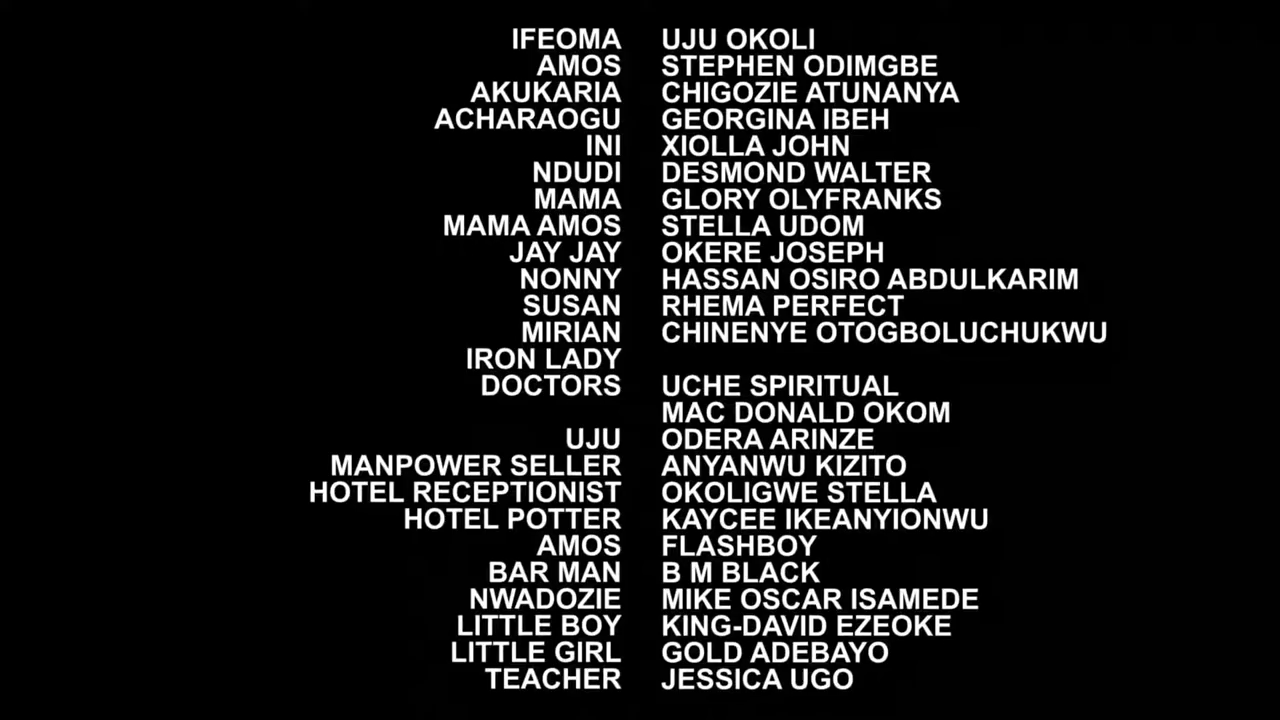 IFEOMA UJU OKOLI
AMOS STEPHEN ODIMGBE
AKUKARIA CHIGOZIE ATUNANYA
ACHARAOGU GEORGINA IBEH
INI XIOLLA JOHN
NDUDI DESMOND WALTER
MAMA GLORY OLYFRANKS
MAMA AMOS STELLA UDOM
JAY JAY OKERE JOSEPH
NONNY HASSAN OSIRO ABDULKARIM
SUSAN RHEMA PERFECT
MIRIAN CHINENYE OTOGBOLUCHUKWU
IRON LADY
DOCTORS UCHE SPIRITUAL
MAC DONALD OKOM
UJU ODERA ARINZE
MANPOWER SELLER ANYANWU KIZITO
HOTEL RECEPTIONIST OKOLIGWE STELLA
HOTEL POTTER KAYCEE IKEANYIONWU
AMOS FLASHBOY
BAR MAN B M BLACK
NWADOZIE MIKE OSCAR ISAMEDE
LITTLE BOY KING-DAVID EZEOKE
LITTLE GIRL GOLD ADEBAYO
TEACHER JESSICA UGO